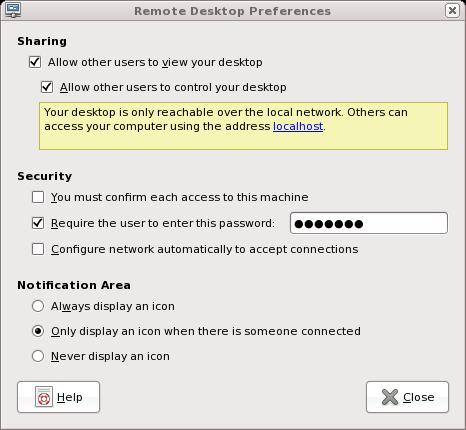 Remote Desktop Preferences
Sharing
Allow other users to view your desktop
Allow other users to control your desktop
Your desktop is only reachable over the local network. Others can
access your computer using the address localhost.
Security
You must confirm each access to this machine
Require the user to enter this password: ●●●●●●●
Configure network automatically to accept connections
Notification Area
Always display an icon
Only display an icon when there is someone connected
Never display an icon
Help Close